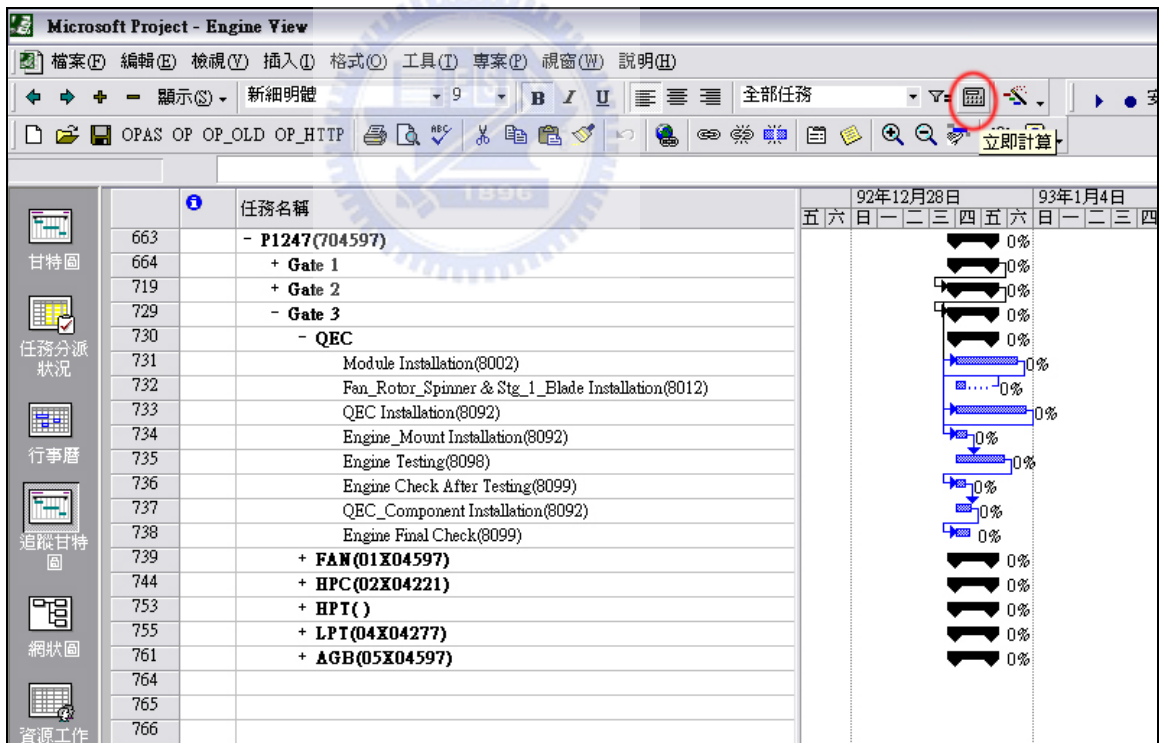 Microsoft Project - Engine View
檔案(F) 編輯(E) 檢視(V) 插入(I) 格式(O) 工具(T) 專案(P) 視窗(W) 說明(H)
顯示(S) 新細明體 9 B I U 全部任務
OPAS OP OP_OLD OP_HTTP
立即計算
任務名稱
92年12月28日 93年1月4日
五 六 日 一 二 三 四 五 六 日 一 二 三 四
663 - P1247(704597) 0%
664 + Gate 1 0%
719 + Gate 2 0%
729 - Gate 3 0%
730 - QEC 0%
731 Module Installation(8002) 0%
732 Fan_Rotor_Spinner & Stg_1_Blade Installation(8012) 0%
733 QEC Installation(8092) 0%
734 Engine_Mount Installation(8092) 0%
735 Engine Testing(8098) 0%
736 Engine Check After Testing(8099) 0%
737 QEC_Component Installation(8092) 0%
738 Engine Final Check(8099) 0%
739 + FAN(01X04597) 0%
744 + HPC(02X04221) 0%
753 + HPT( ) 0%
755 + LPT(04X04277) 0%
761 + AGB(05X04597) 0%
764
765
766
甘特圖
任務分派
狀況
行事曆
追蹤甘特
圖
網狀圖
資源工作
1896